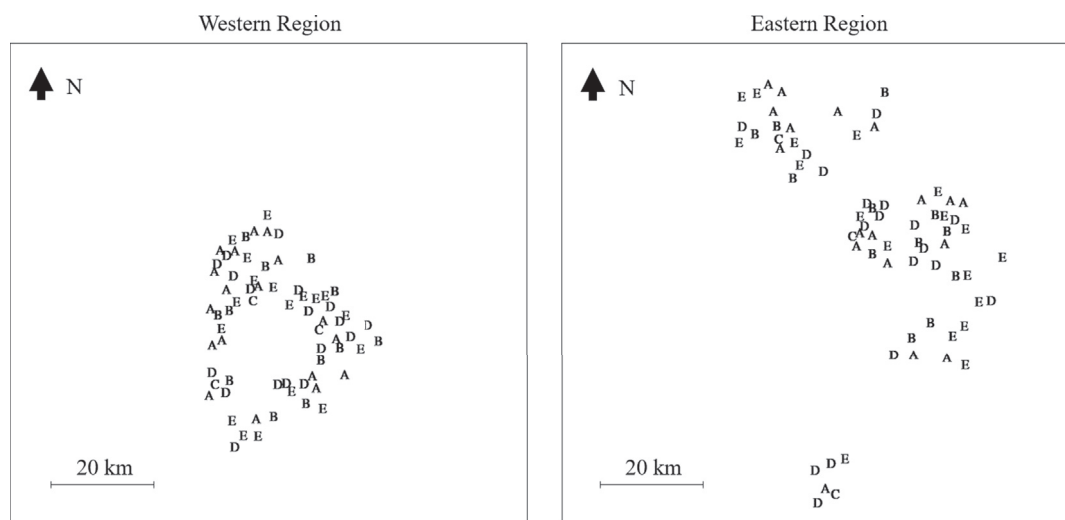 Western Region
N
E
A A D
E B
A A
D E A B
D B
A D
E
A D A E D B
E C E E E E
A B B D D
A D E D
E C
A A A D B
D B E
B
D A A
C B D D D A
A D E
B E
E A B
E E
D
20 km
Eastern Region
N
A
E E A B
A A D
D B A A
E B C E E
A D
E D
B
E
D B D A A A
E D B E D
D D B E
C A A
A E B D A
B E
A D D
B E
E D
B E
B E
D A A E
E
D D
A C
D
20 km